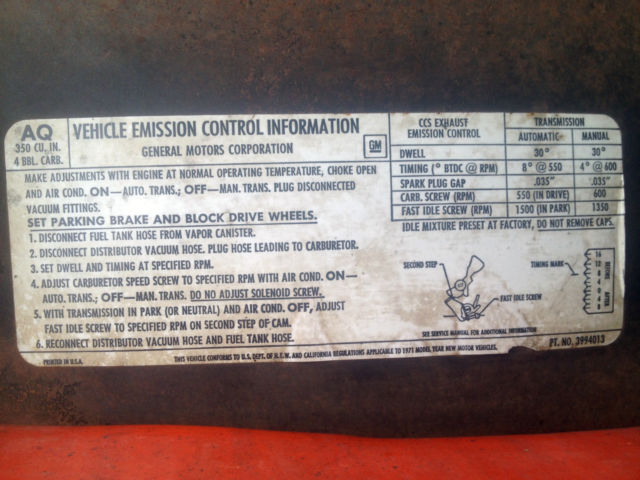 AQ
350 CU. IN.
4 BBL. CARB.
VEHICLE EMISSION CONTROL INFORMATION
GENERAL MOTORS CORPORATION
GM
MAKE ADJUSTMENTS WITH ENGINE AT NORMAL OPERATING TEMPERATURE, CHOKE OPEN
AND AIR COND. ON—AUTO. TRANS.; OFF—MAN. TRANS. PLUG DISCONNECTED
VACUUM FITTINGS.
SET PARKING BRAKE AND BLOCK DRIVE WHEELS.
1. DISCONNECT FUEL TANK HOSE FROM VAPOR CANISTER.
2. DISCONNECT DISTRIBUTOR VACUUM HOSE. PLUG HOSE LEADING TO CARBURETOR.
3. SET DWELL AND TIMING AT SPECIFIED RPM.
4. ADJUST CARBURETOR SPEED SCREW TO SPECIFIED RPM WITH AIR COND. ON—
AUTO. TRANS.; OFF—MAN. TRANS. DO NOT ADJUST SOLENOID SCREW.
5. WITH TRANSMISSION IN PARK (OR NEUTRAL) AND AIR COND. OFF, ADJUST
FAST IDLE SCREW TO SPECIFIED RPM ON SECOND STEP OF CAM.
6. RECONNECT DISTRIBUTOR VACUUM HOSE AND FUEL TANK HOSE.
CCS EXHAUST
EMISSION CONTROL
TRANSMISSION
AUTOMATIC MANUAL
DWELL 30° 30°
TIMING (° BTDC @ RPM) 8° @ 550 4° @ 600
SPARK PLUG GAP .035" .035"
CARB. SCREW (RPM) 550 (IN DRIVE) 600
FAST IDLE SCREW (RPM) 1500 (IN PARK) 1350
IDLE MIXTURE PRESET AT FACTORY, DO NOT REMOVE CAPS.
SECOND STEP
FAST IDLE SCREW
TIMING MARK
16
12
8
4
0
4
8
BEFORE
AFTER
SEE SERVICE MANUAL FOR ADDITIONAL INFORMATION
PT. NO. 3994013
PRINTED IN U.S.A.
THIS VEHICLE CONFORMS TO U.S. DEPT. OF H.E.W. AND CALIFORNIA REGULATIONS APPLICABLE TO 1971 MODEL YEAR NEW MOTOR VEHICLES.